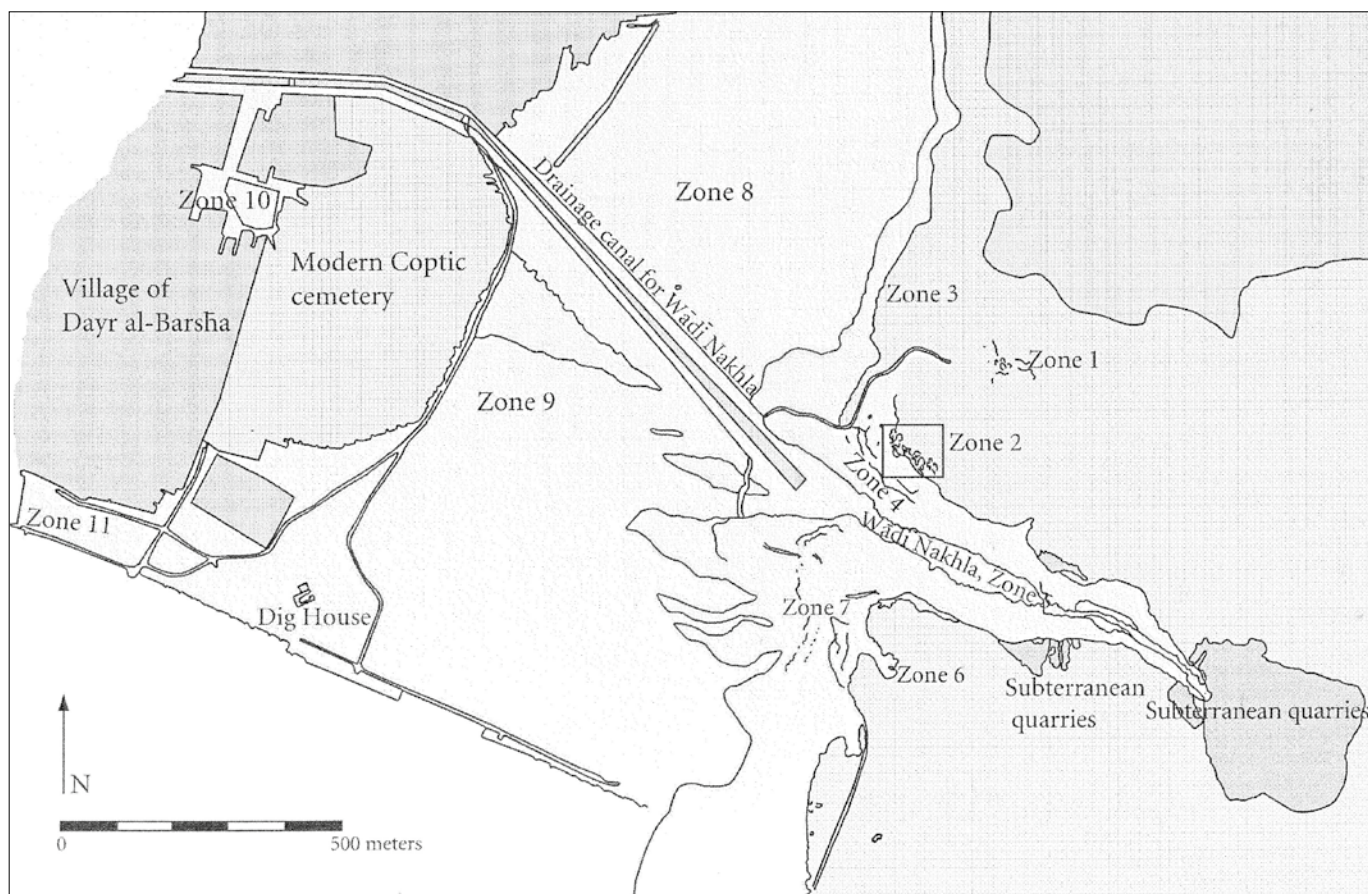 Zone 8
Drainage canal for Wādī Nakhla
Zone 10
Modern Coptic
cemetery
Village of
Dayr al-Barsha
Zone 3
Zone 1
Zone 9
Zone 2
Zone 4
Zone 11
Wādī Nakhla, Zone
Dig House
Zone 7
Zone 6
Subterranean
quarries
Subterranean quarries
N
0
500 meters